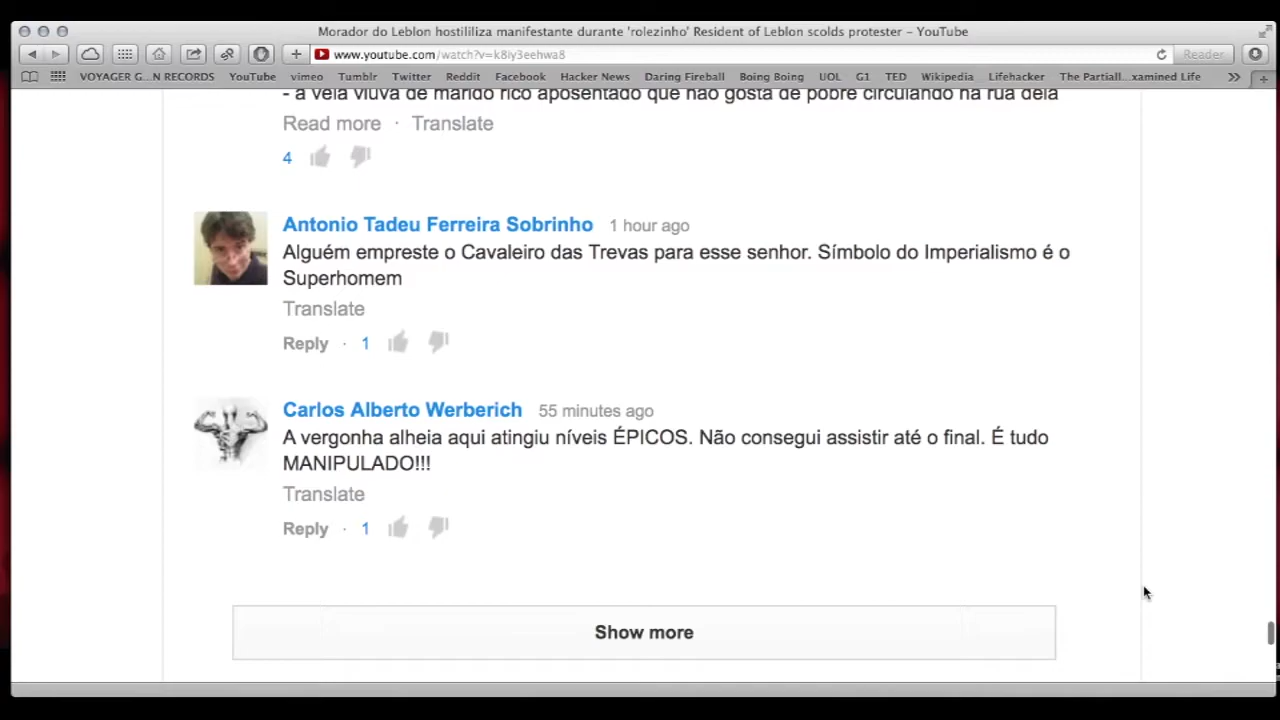 Morador do Leblon hostililiza manifestante durante 'rolezinho' Resident of Leblon scolds protester – YouTube
www.youtube.com/watch?v=k8iy3eehwa8
Reader
VOYAGER G...N RECORDS YouTube vimeo Tumblr Twitter Reddit Facebook Hacker News Daring Fireball Boing Boing UOL G1 TED Wikipedia Lifehacker The Partiall...xamined Life
- a veia viúva de marido rico aposentado que não gosta de pobre circulando na rua dela
Read more · Translate
4
Antonio Tadeu Ferreira Sobrinho 1 hour ago
Alguém empreste o Cavaleiro das Trevas para esse senhor. Símbolo do Imperialismo é o
Superhomem
Translate
Reply · 1
Carlos Alberto Werberich 55 minutes ago
A vergonha alheia aqui atingiu níveis ÉPICOS. Não consegui assistir até o final. É tudo
MANIPULADO!!!
Translate
Reply · 1
Show more